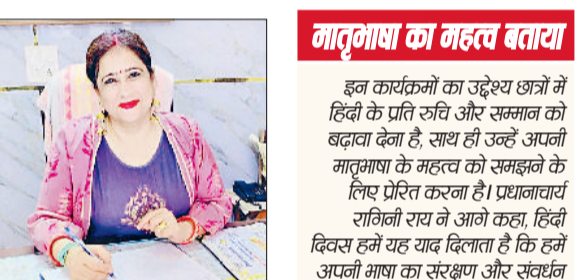 मातृभाषा का महत्व बताया
इन कार्यक्रमों का उद्देश्य छात्रों में
हिंदी के प्रति रुचि और सम्मान को
बढ़ावा देना है, साथ ही उन्हें अपनी
मातृभाषा के महत्व को समझने के
लिए प्रेरित करना है। प्रधानाचार्य
रागिनी राय ने आगे कहा, हिंदी
दिवस हमें यह याद दिलाता है कि हमें
अपनी भाषा का संरक्षण और संवर्धन